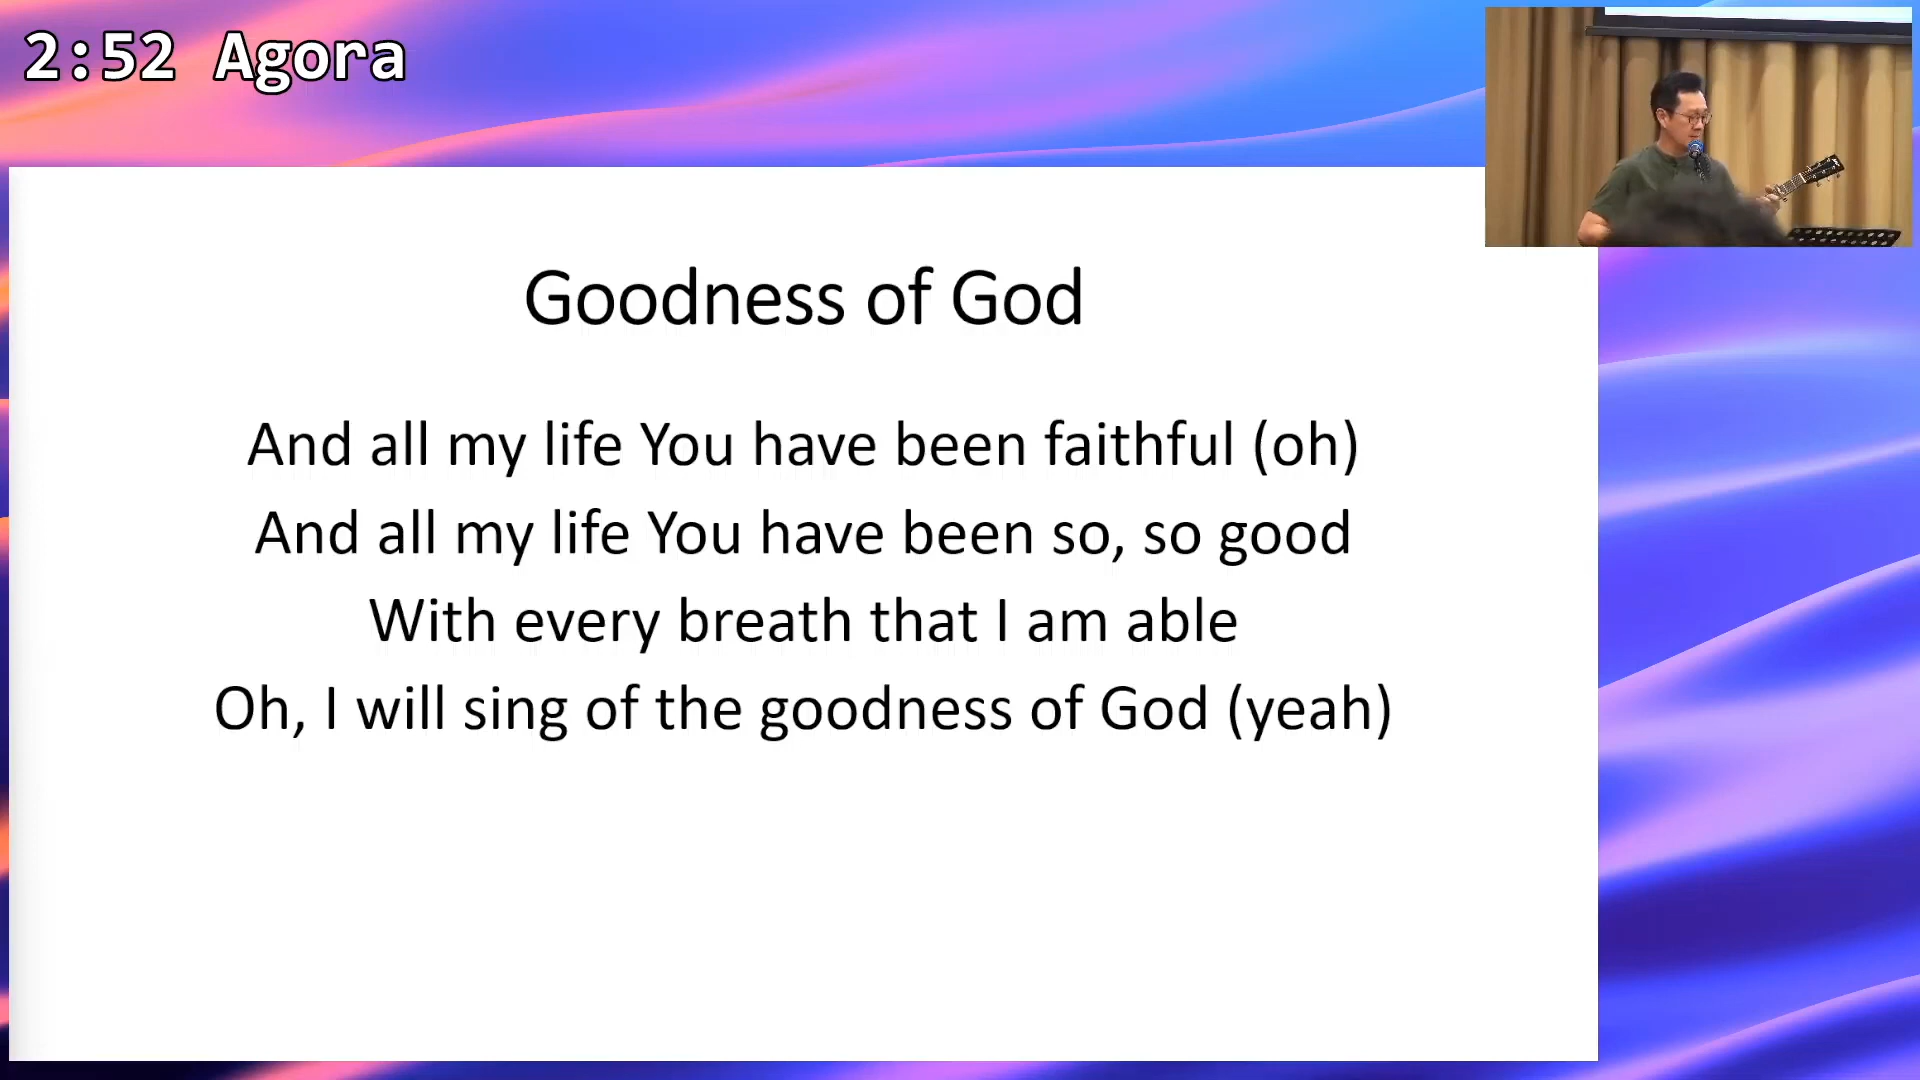 2:52 Agora
Goodness of God
And all my life You have been faithful (oh)
And all my life You have been so, so good
With every breath that I am able
Oh, I will sing of the goodness of God (yeah)